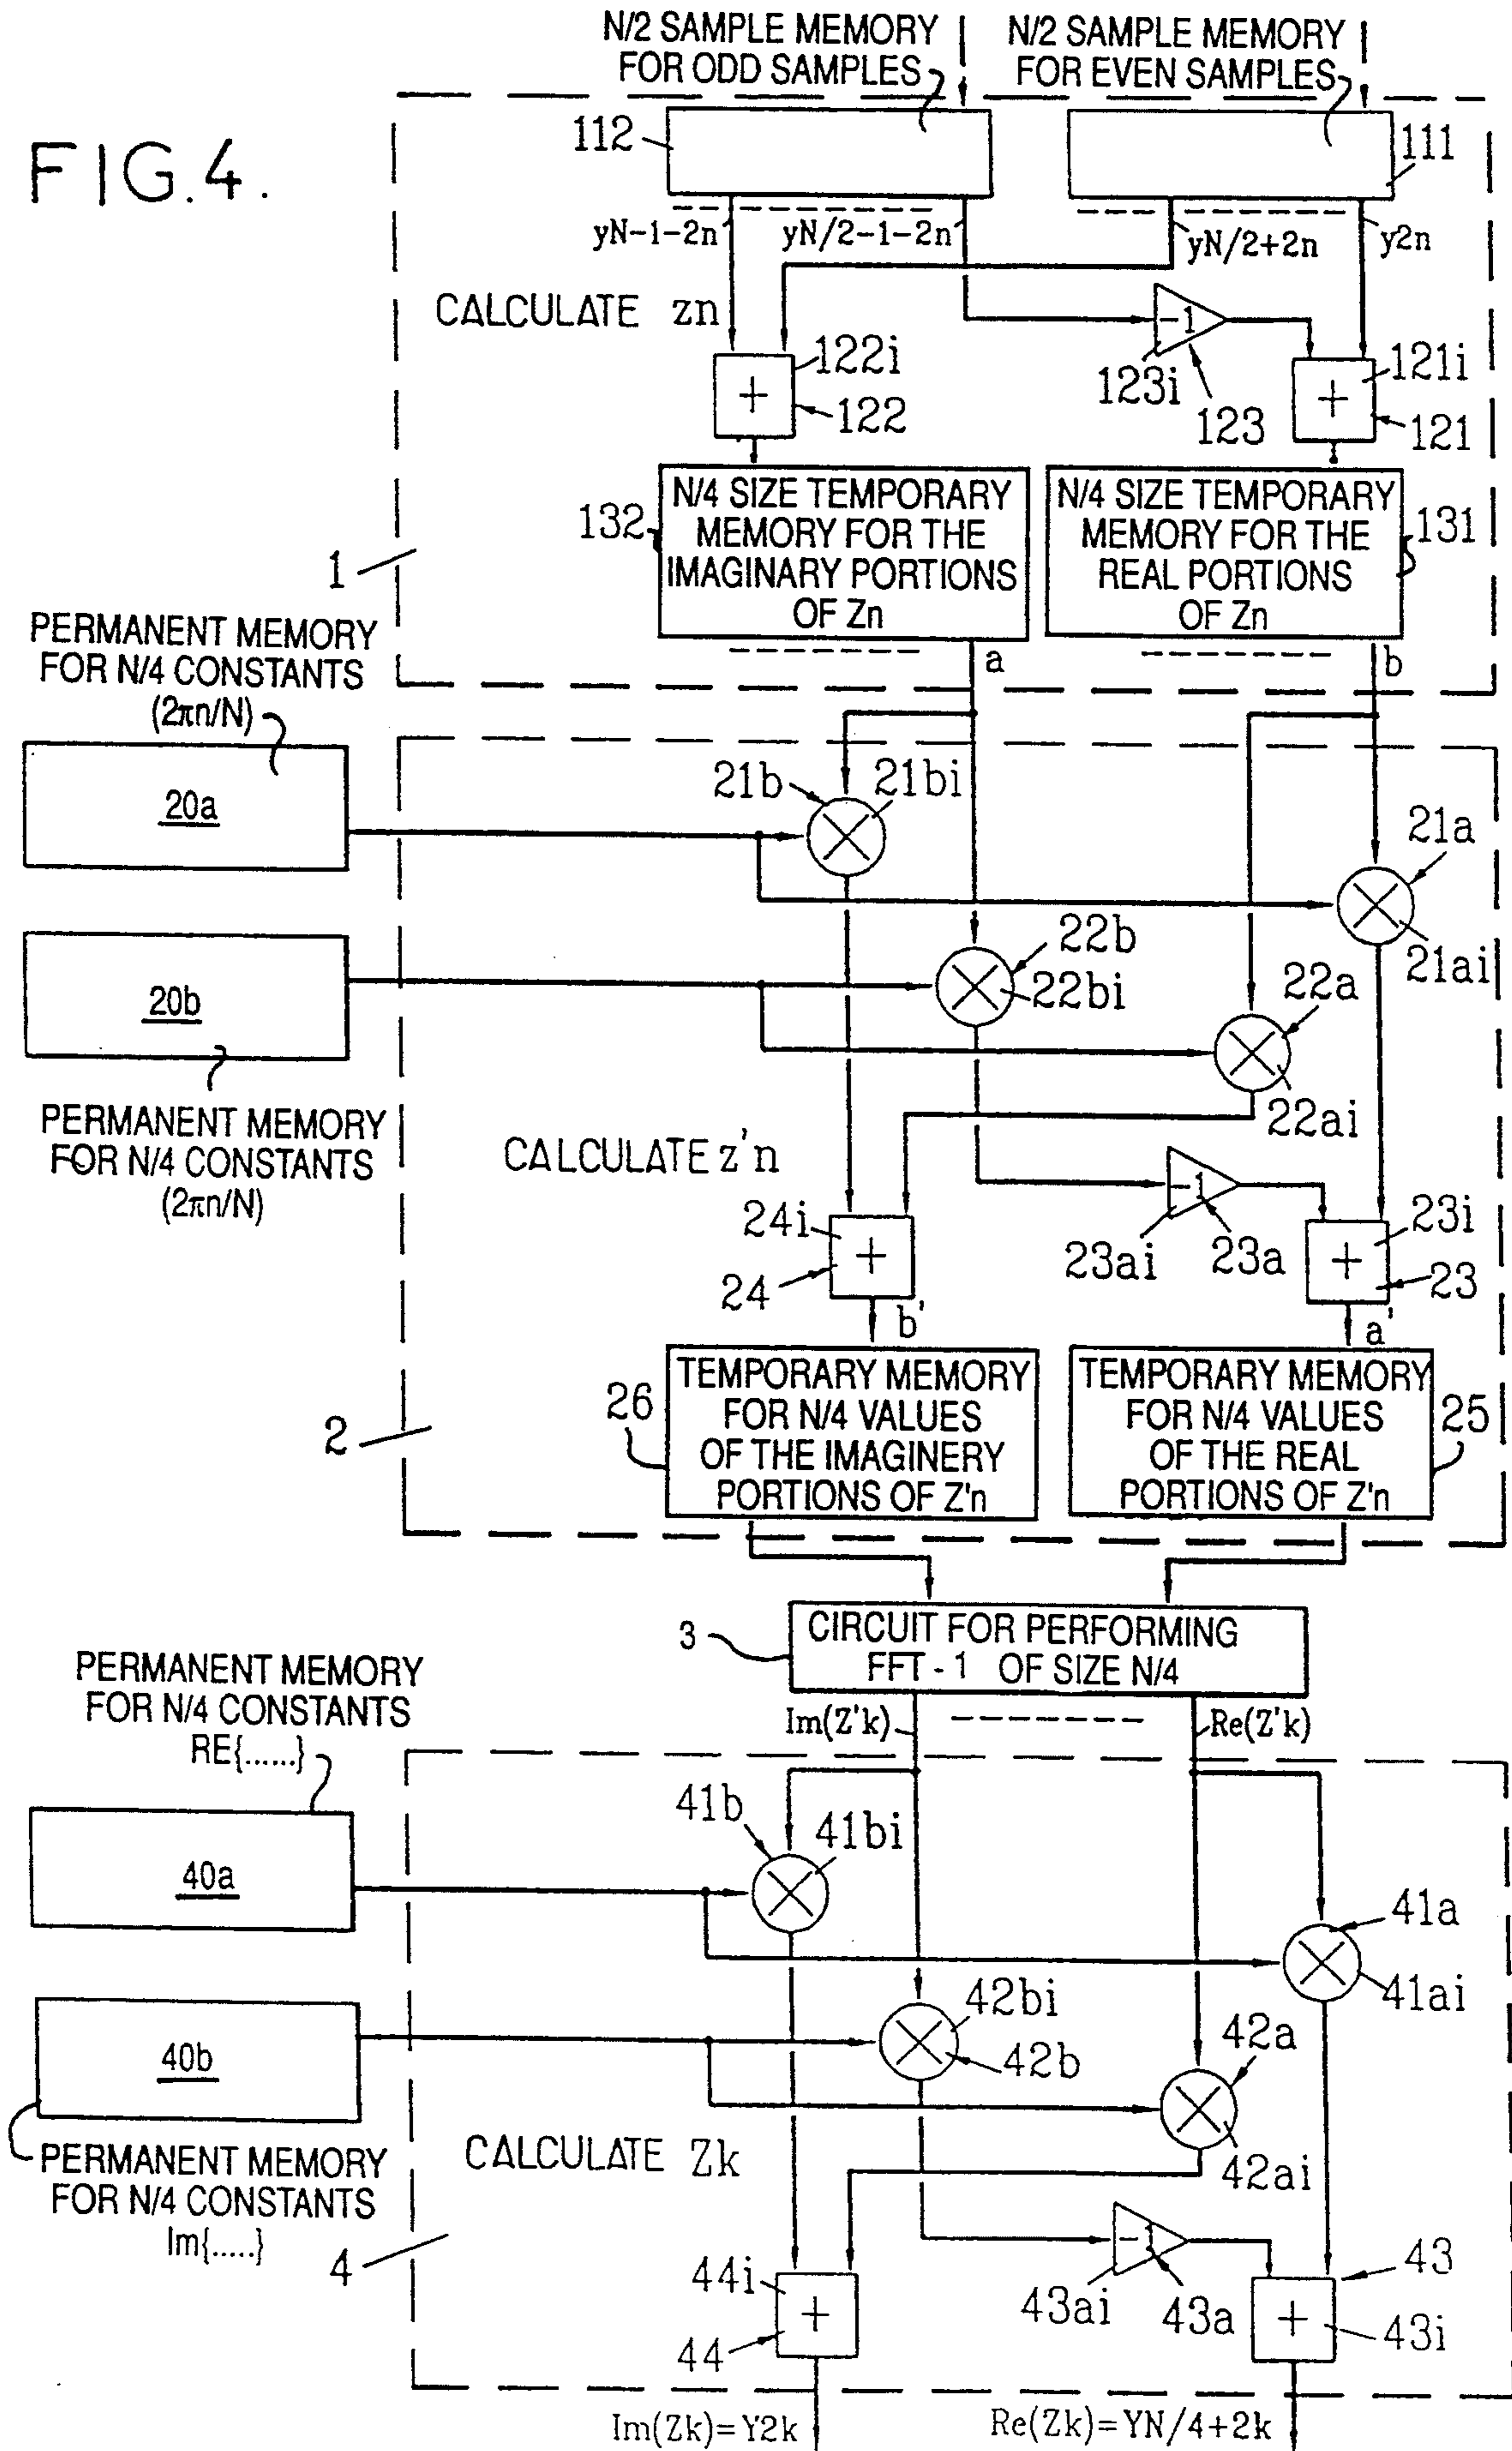 N/2 SAMPLE MEMORY
FOR ODD SAMPLES
N/2 SAMPLE MEMORY
FOR EVEN SAMPLES
FIG.4.
112
111
yN-1-2n
yN/2-1-2n
yN/2+2n
y2n
CALCULATE zn
-1
122i
+
122
123i
123
121i
+
121
132
N/4 SIZE TEMPORARY
MEMORY FOR THE
IMAGINARY PORTIONS
OF Zn
N/4 SIZE TEMPORARY
MEMORY FOR THE
REAL PORTIONS
OF Zn
131
1
a
b
PERMANENT MEMORY
FOR N/4 CONSTANTS
(2πn/N)
20a
21b
21bi
21a
21ai
20b
22b
22bi
22a
22ai
PERMANENT MEMORY
FOR N/4 CONSTANTS
(2πn/N)
CALCULATE z'n
-1
24i
+
24
23ai
23a
23i
+
23
b'
a'
26
TEMPORARY MEMORY
FOR N/4 VALUES
OF THE IMAGINERY
PORTIONS OF Z'n
TEMPORARY MEMORY
FOR N/4 VALUES
OF THE REAL
PORTIONS OF Z'n
25
2
3
CIRCUIT FOR PERFORMING
FFT - 1 OF SIZE N/4
Im(Z'k)
Re(Z'k)
PERMANENT MEMORY
FOR N/4 CONSTANTS
RE{......}
40a
41b
41bi
41a
41ai
40b
42bi
42b
42a
42ai
PERMANENT MEMORY
FOR N/4 CONSTANTS
Im{.....}
CALCULATE Zk
4
-1
44i
+
44
43ai
43a
43
+
43i
Im(Zk)=Y2k
Re(Zk)=YN/4+2k